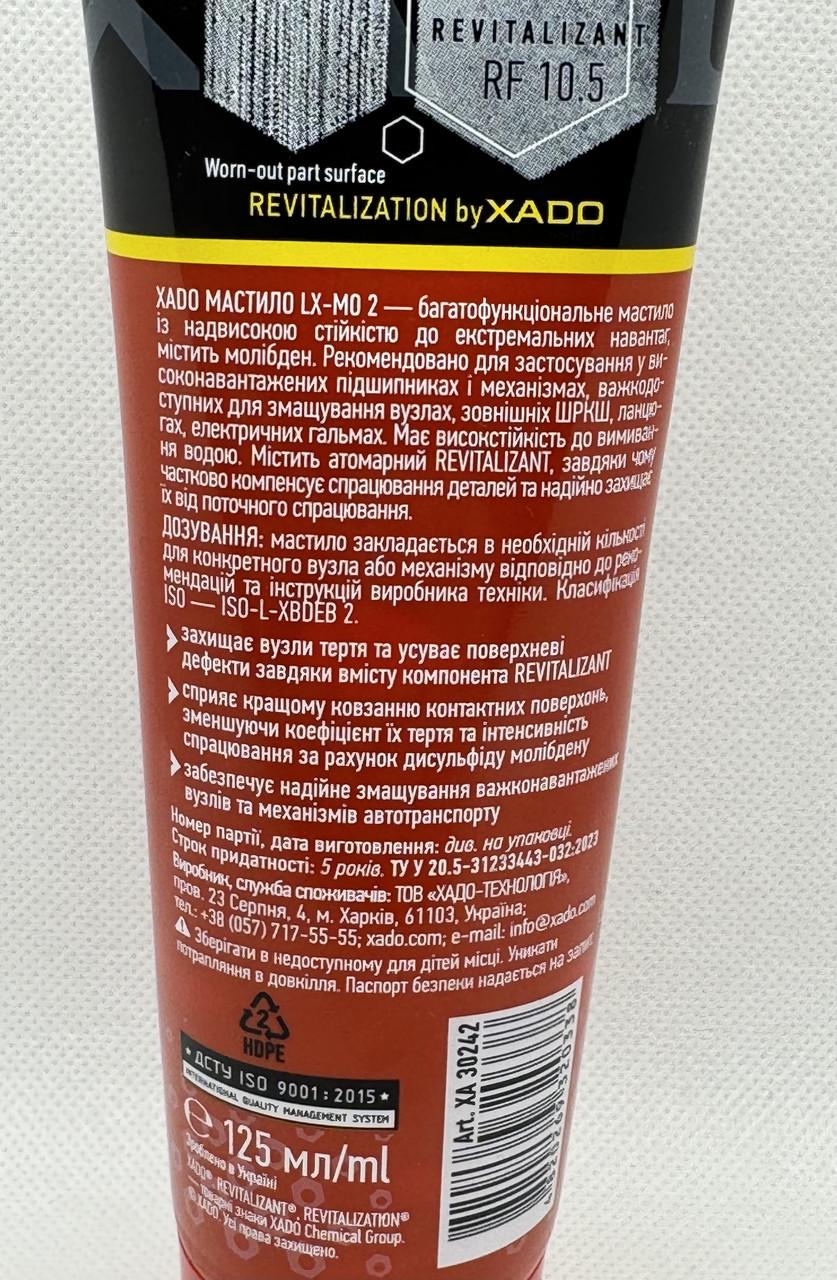 REVITALIZANT
RF 10.5
Worn-out part surface
REVITALIZATION by XADO
XADO МАСТИЛО LX-MO 2 — багатофункціональне мастило
із надвисокою стійкістю до екстремальних навантаг,
містить молібден. Рекомендовано для застосування у ви-
соконавантажених підшипниках і механізмах, важкодо-
ступних для змащування вузлах, зовнішніх ШРКШ, ланцю-
гах, електричних гальмах. Має високстійкість до вимиван-
ня водою. Містить атомарний REVITALIZANT, завдяки чому
частково компенсує спрацювання деталей та надійно захищає
їх від поточного спрацювання.
ДОЗУВАННЯ: мастило закладається в необхідній кількості
для конкретного вузла або механізму відповідно до реко-
мендацій та інструкцій виробника техніки. Класифікація
ISO — ISO-L-XBDEB 2.
захищає вузли тертя та усуває поверхневі
дефекти завдяки вмісту компонента REVITALIZANT
сприяє кращому ковзанню контактних поверхонь,
зменшуючи коефіцієнт їх тертя та інтенсивність
спрацювання за рахунок дисульфіду молібдену
забезпечує надійне змащування важконавантажених
вузлів та механізмів автотранспорту
Номер партії, дата виготовлення: див. на упаковці.
Строк придатності: 5 років. ТУ У 20.5-31233443-032:2023
Виробник, служба споживачів: ТОВ «ХАДО-ТЕХНОЛОГІЯ»,
пров. 23 Серпня, 4, м. Харків, 61103, Україна;
тел.: +38 (057) 717-55-55; xado.com; e-mail: info@xado.com
Зберігати в недоступному для дітей місці. Уникати
потрапляння в довкілля. Паспорт безпеки надається на запит.
2
HDPE
ДСТУ ISO 9001:2015
INTERNATIONAL QUALITY MANAGEMENT SYSTEM
e 125 мл/ml
Art. XA 30242
Зроблено в Україні
XADO®, REVITALIZANT®, REVITALIZATION®
— товарні знаки XADO Chemical Group.
© XADO. Усі права захищено.